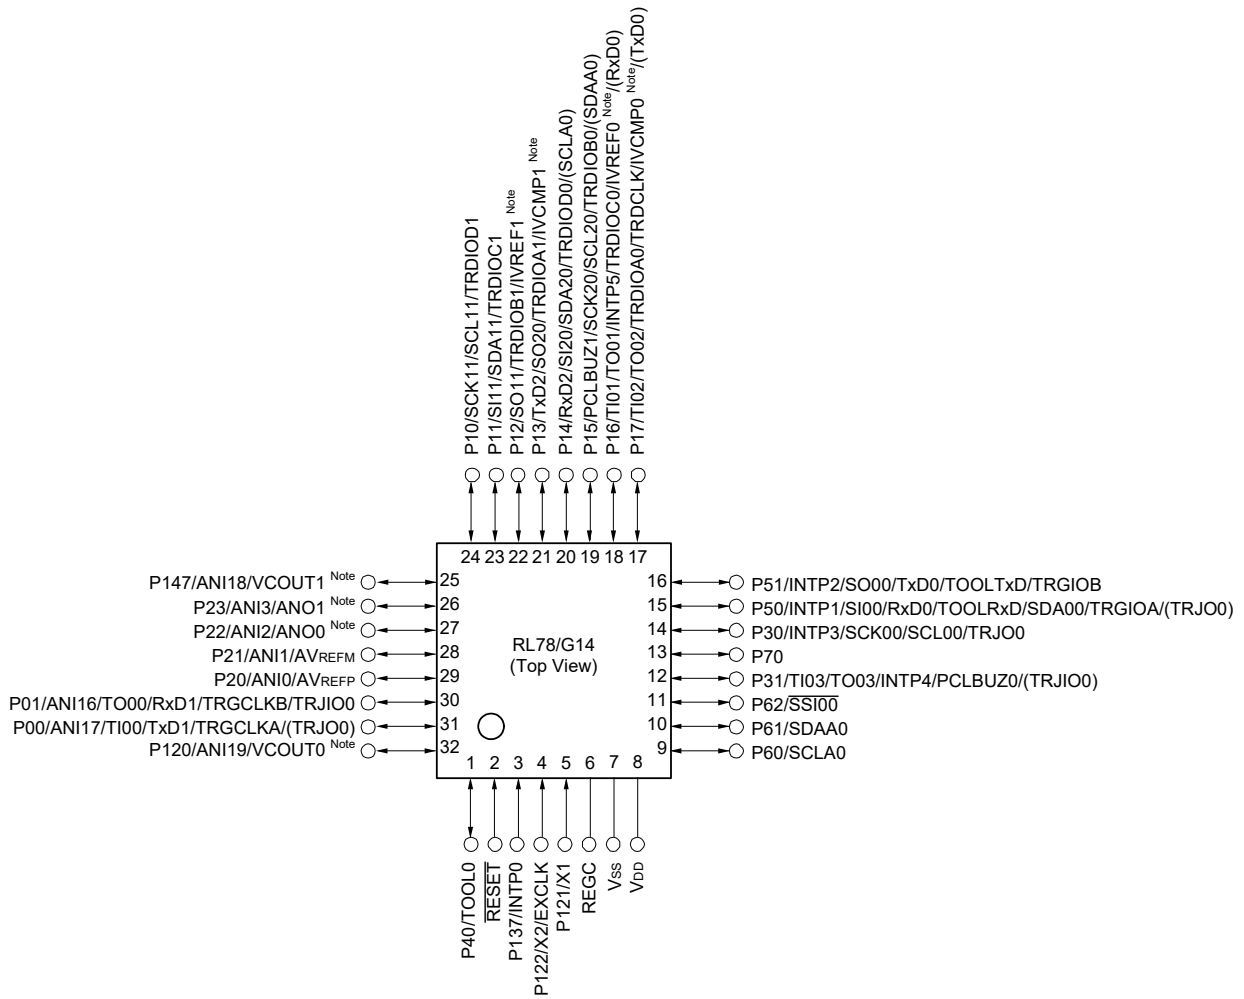 P10/SCK11/SCL11/TRDIOD1
P11/SI11/SDA11/TRDIOC1
P12/SO11/TRDIOB1/IVREF1 Note
P13/TxD2/SO20/TRDIOA1/IVCMP1 Note
P14/RxD2/SI20/SDA20/TRDIOD0/(SCLA0)
P15/PCLBUZ1/SCK20/SCL20/TRDIOB0/(SDAA0)
P16/TI01/TO01/INTP5/TRDIOC0/IVREF0 Note/(RxD0)
P17/TI02/TO02/TRDIOA0/TRDCLK/IVCMP0 Note/(TxD0)
24 23 22 21 20 19 18 17
P147/ANI18/VCOUT1 Note 25
P23/ANI3/ANO1 Note 26
P22/ANI2/ANO0 Note 27
P21/ANI1/AVREFM 28
P20/ANI0/AVREFP 29
P01/ANI16/TO00/RxD1/TRGCLKB/TRJIO0 30
P00/ANI17/TI00/TxD1/TRGCLKA/(TRJO0) 31
P120/ANI19/VCOUT0 Note 32
RL78/G14
(Top View)
16 P51/INTP2/SO00/TxD0/TOOLTxD/TRGIOB
15 P50/INTP1/SI00/RxD0/TOOLRxD/SDA00/TRGIOA/(TRJO0)
14 P30/INTP3/SCK00/SCL00/TRJO0
13 P70
12 P31/TI03/TO03/INTP4/PCLBUZ0/(TRJIO0)
11 P62/SSI00
10 P61/SDAA0
9 P60/SCLA0
1 2 3 4 5 6 7 8
P40/TOOL0
RESET
P137/INTP0
P122/X2/EXCLK
P121/X1
REGC
VSS
VDD